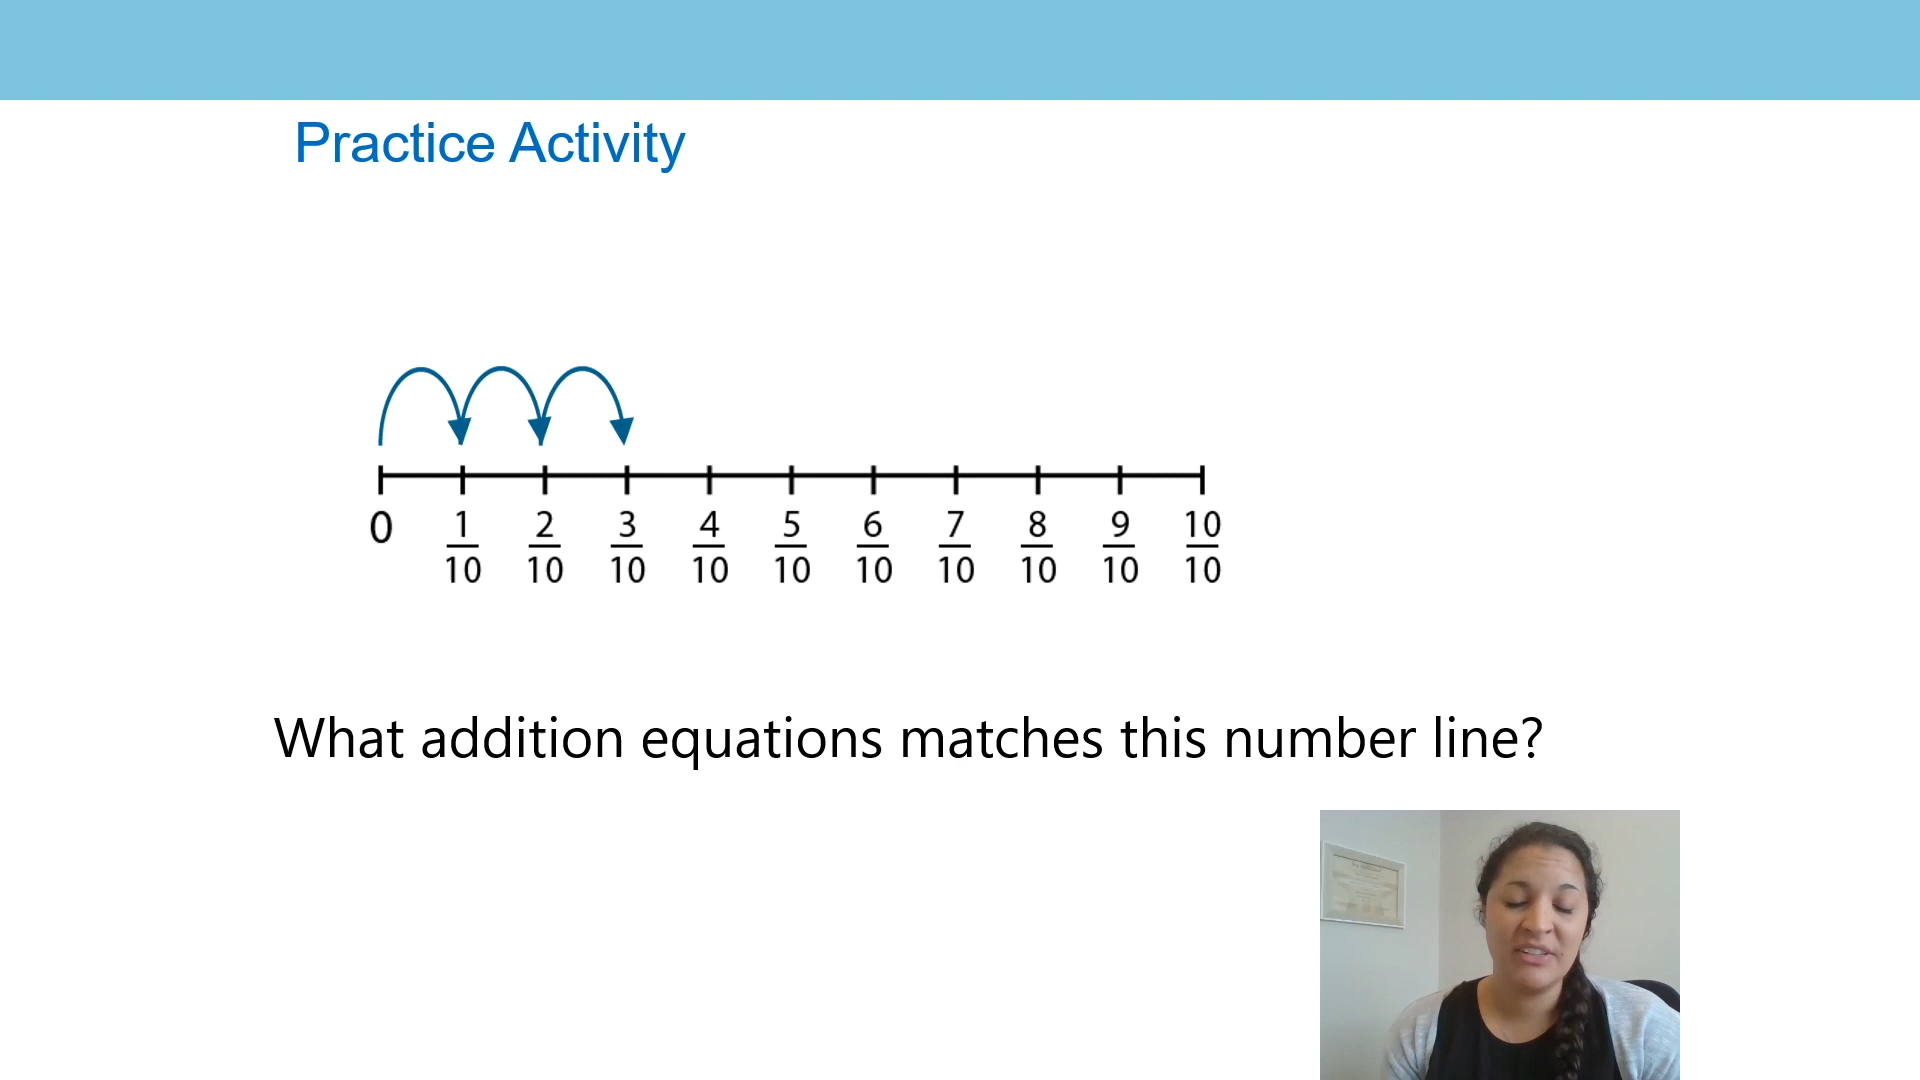 Practice Activity
0 1/10 2/10 3/10 4/10 5/10 6/10 7/10 8/10 9/10 10/10
What addition equations matches this number line?